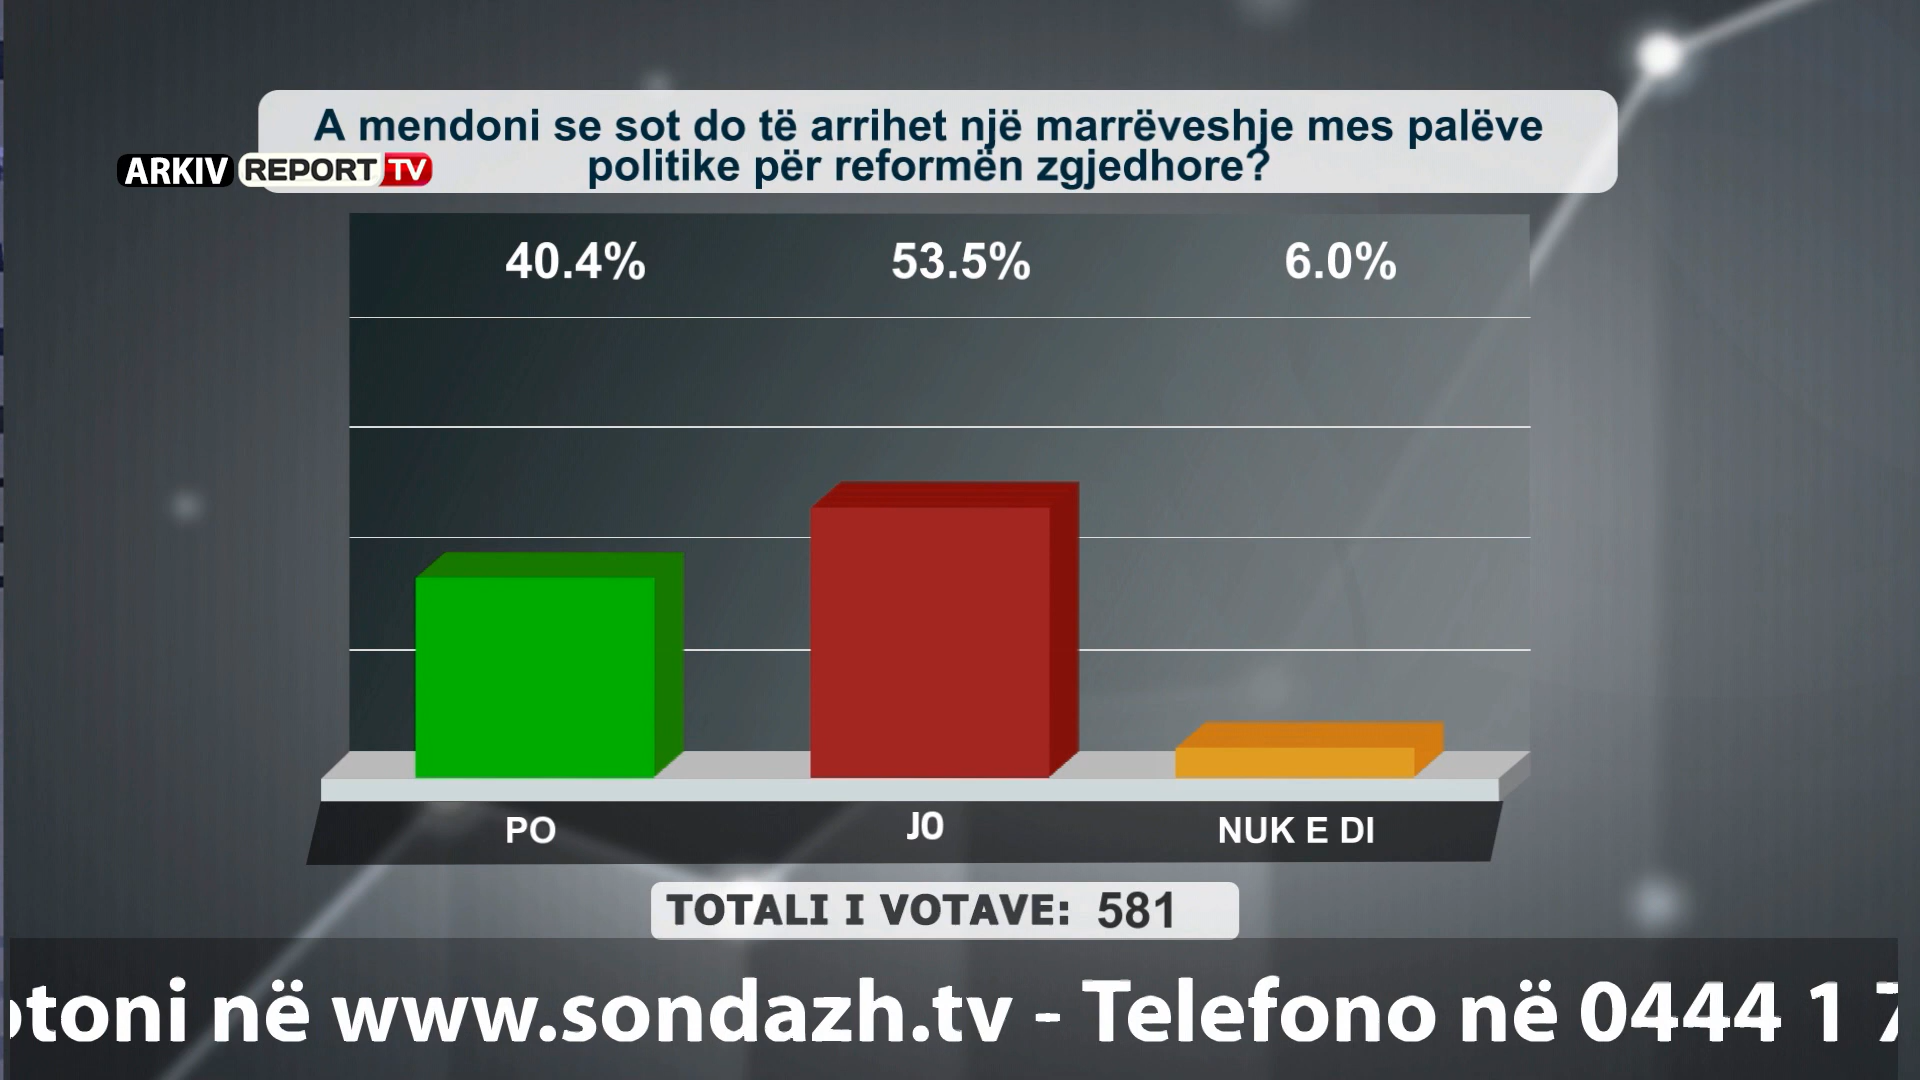 A mendoni se sot do të arrihet një marrëveshje mes palëve
politike për reformën zgjedhore?
ARKIV REPORT TV
40.4% 53.5% 6.0%
PO JO NUK E DI
TOTALI I VOTAVE: 581
otoni në www.sondazh.tv - Telefono në 0444 1 7